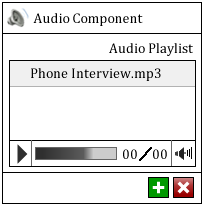 Audio Component
Audio Playlist
Phone Interview.mp3
00/00